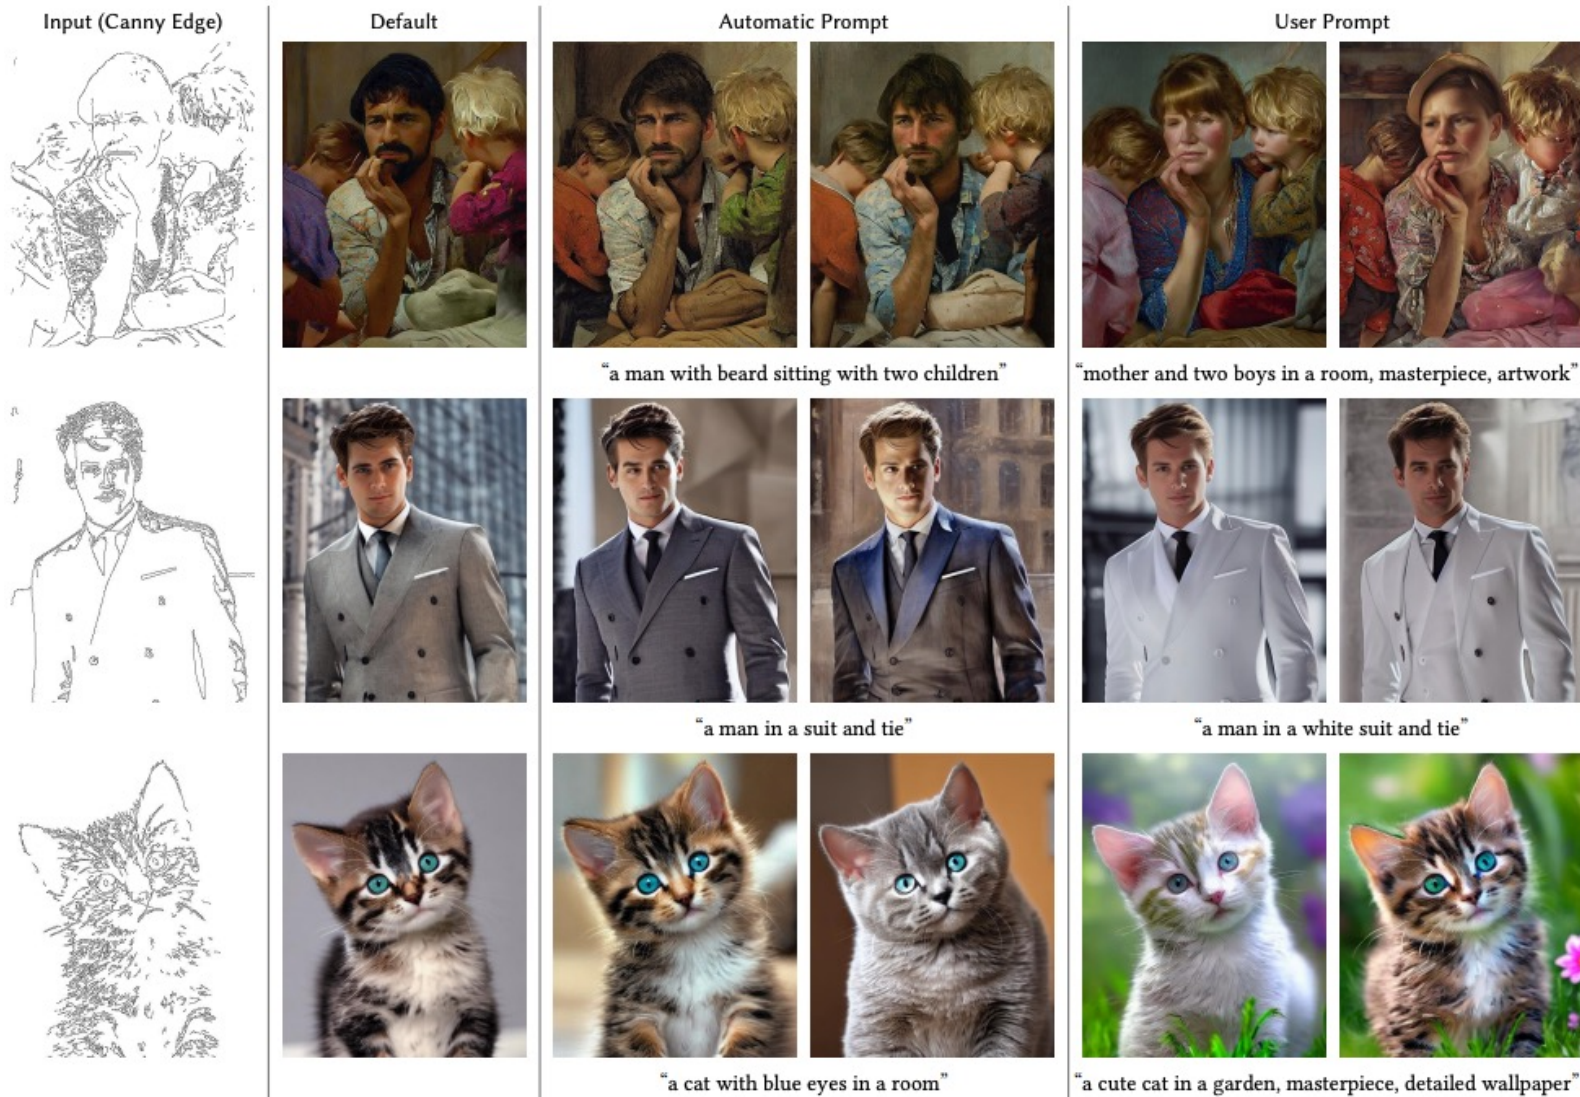 Input (Canny Edge)
Default
Automatic Prompt
User Prompt
“a man with beard sitting with two children”
“mother and two boys in a room, masterpiece, artwork”
“a man in a suit and tie”
“a man in a white suit and tie”
“a cat with blue eyes in a room”
“a cute cat in a garden, masterpiece, detailed wallpaper”